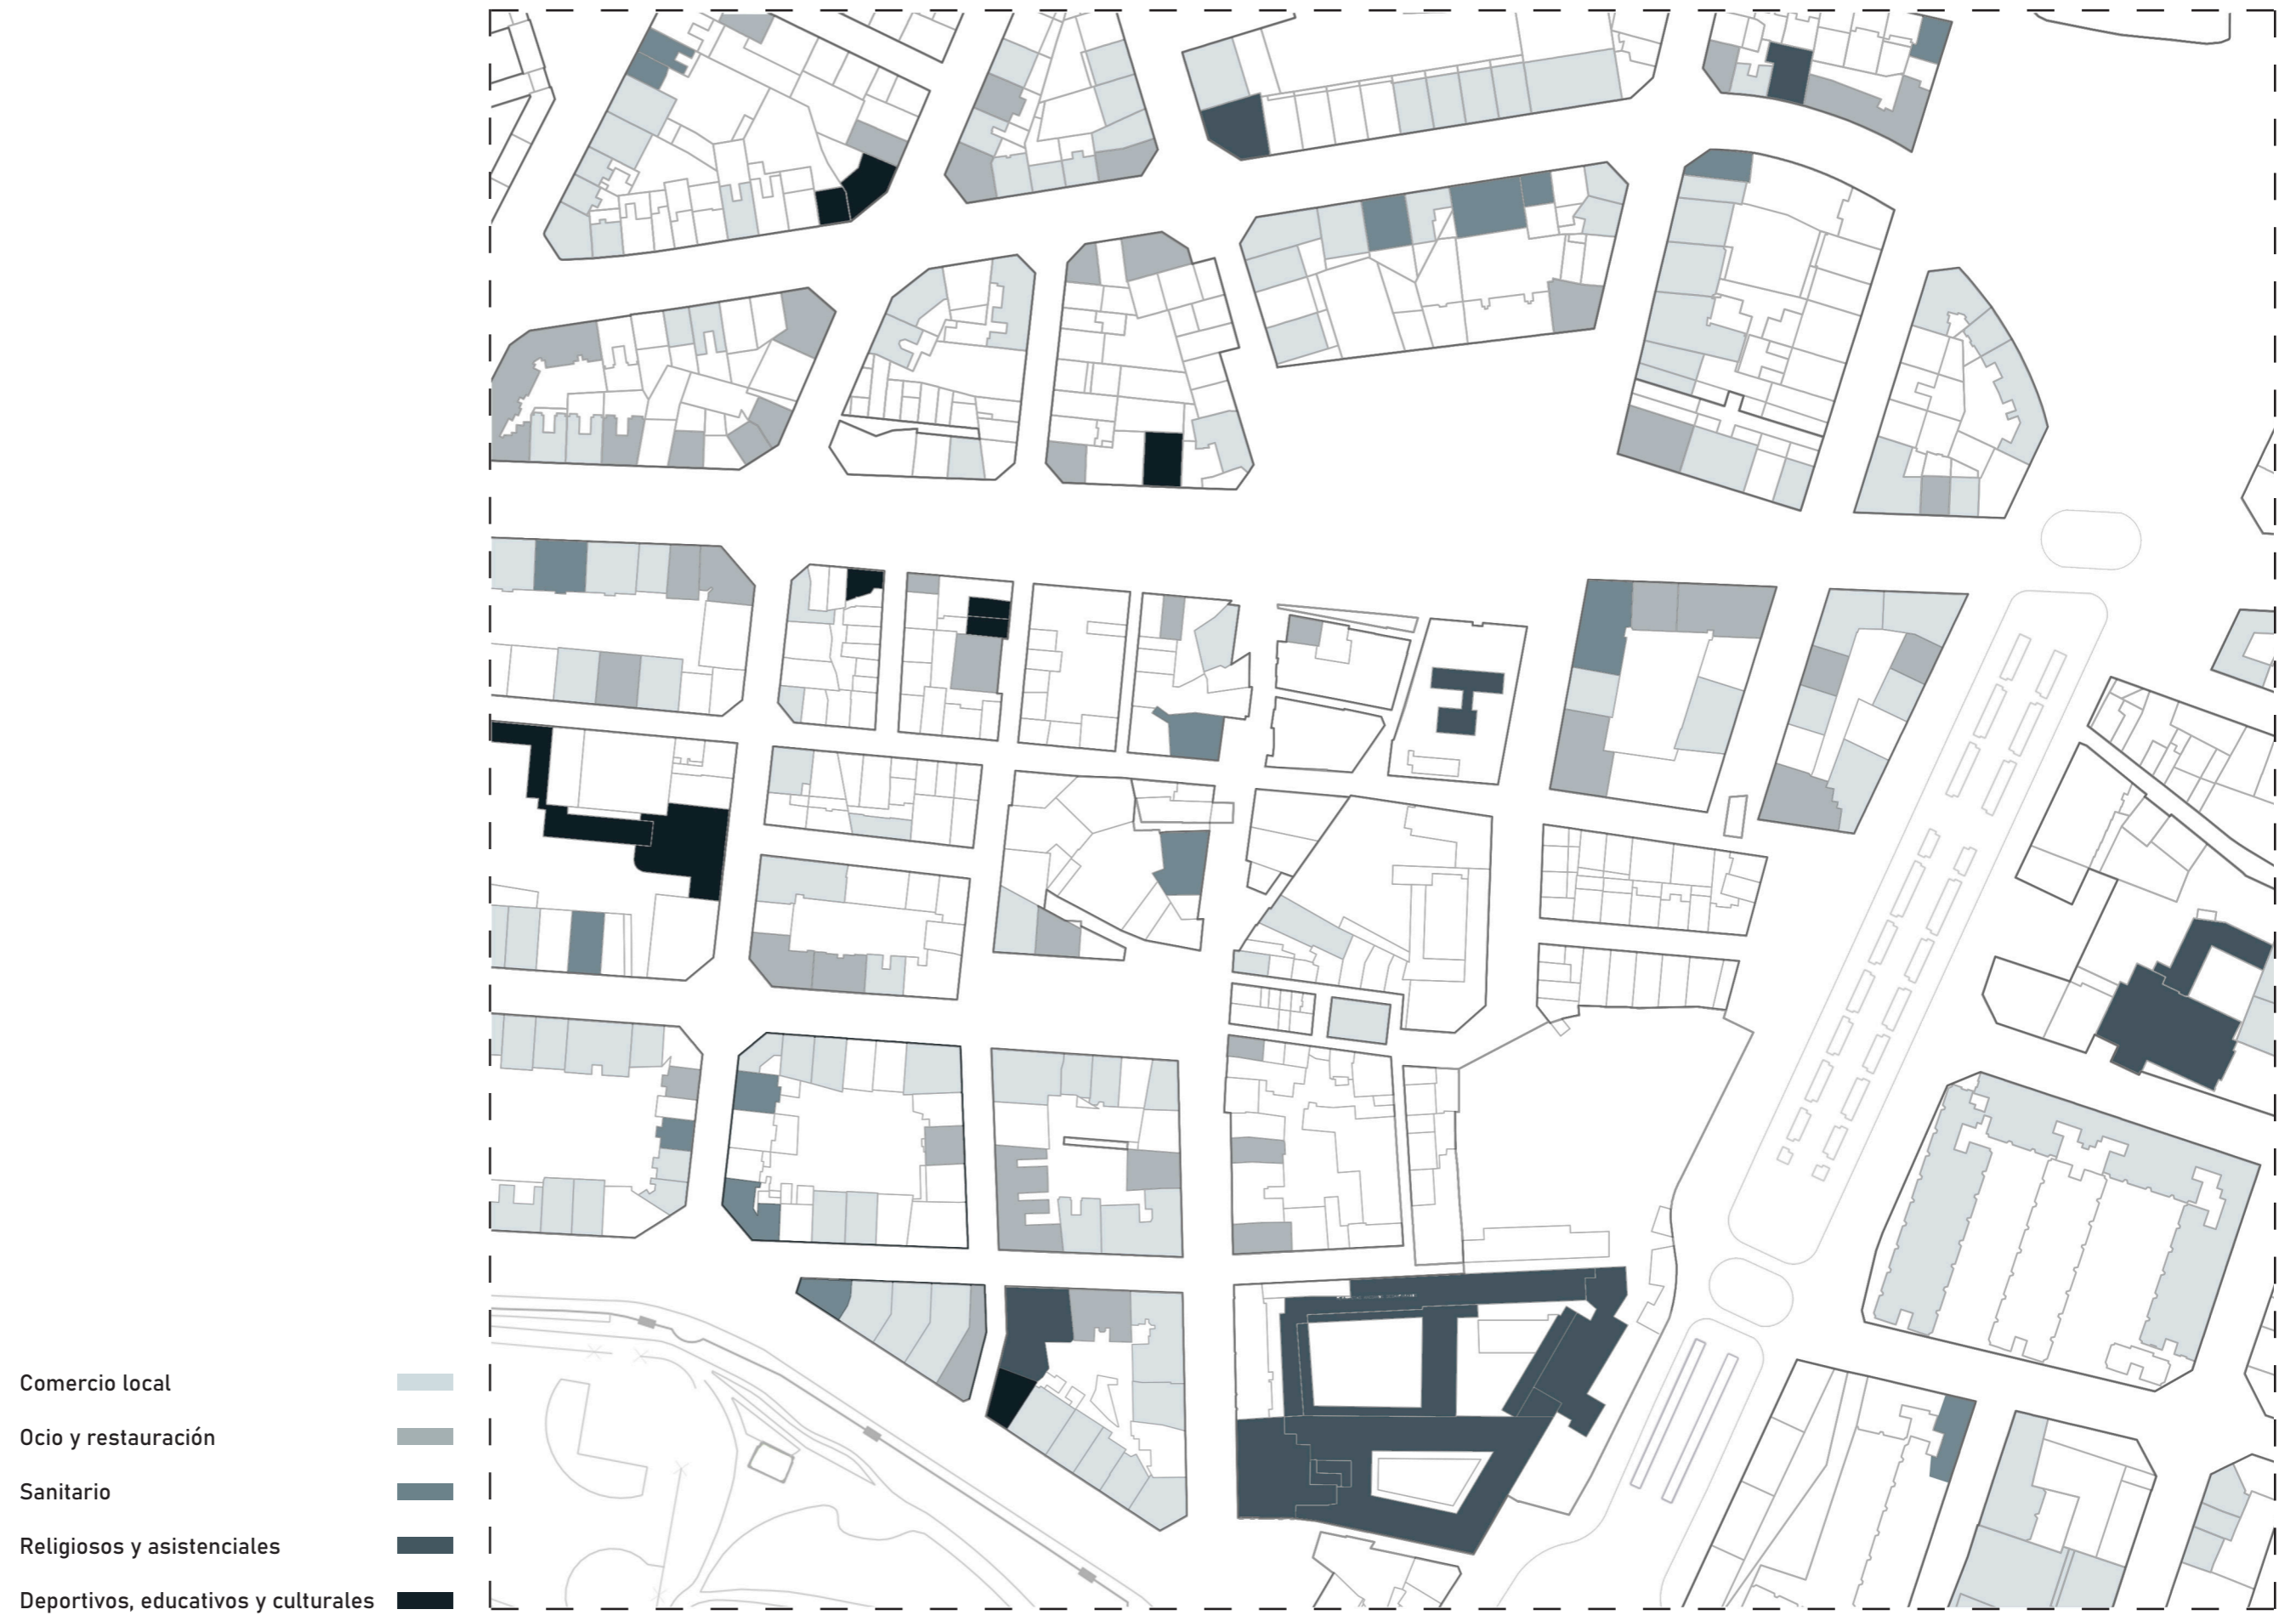 Comercio local
Ocio y restauración
Sanitario
Religiosos y asistenciales
Deportivos, educativos y culturales